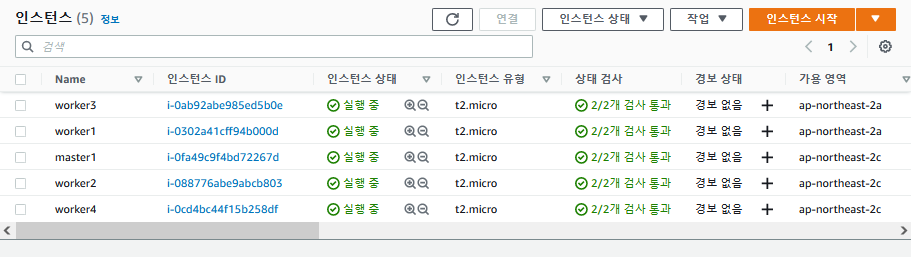 인스턴스 (5) 정보 연결 인스턴스 상태 ▼ 작업 ▼ 인스턴스 시작 ▼
검색 1
Name 인스턴스 ID 인스턴스 상태 인스턴스 유형 상태 검사 경보 상태 가용 영역
worker3 i-0ab92abe985ed5b0e 실행 중 t2.micro 2/2개 검사 통과 경보 없음 ap-northeast-2a
worker1 i-0302a41cff94b000d 실행 중 t2.micro 2/2개 검사 통과 경보 없음 ap-northeast-2a
master1 i-0fa49c9f4bd72267d 실행 중 t2.micro 2/2개 검사 통과 경보 없음 ap-northeast-2c
worker2 i-088776abe9abcb803 실행 중 t2.micro 2/2개 검사 통과 경보 없음 ap-northeast-2c
worker4 i-0cd4bc44f15b258df 실행 중 t2.micro 2/2개 검사 통과 경보 없음 ap-northeast-2c